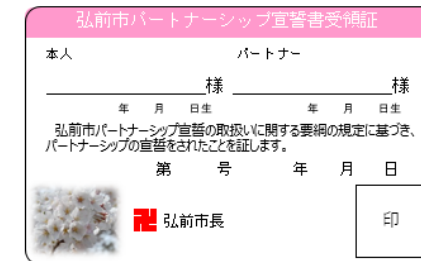 弘前市パートナーシップ宣誓書受領証
本人 パートナー
様 様
年 月 日生 年 月 日生
弘前市パートナーシップ宣誓の取扱いに関する要綱の規定に基づき、
パートナーシップの宣誓をされたことを証します。
第 号 年 月 日
卍 弘前市長 印